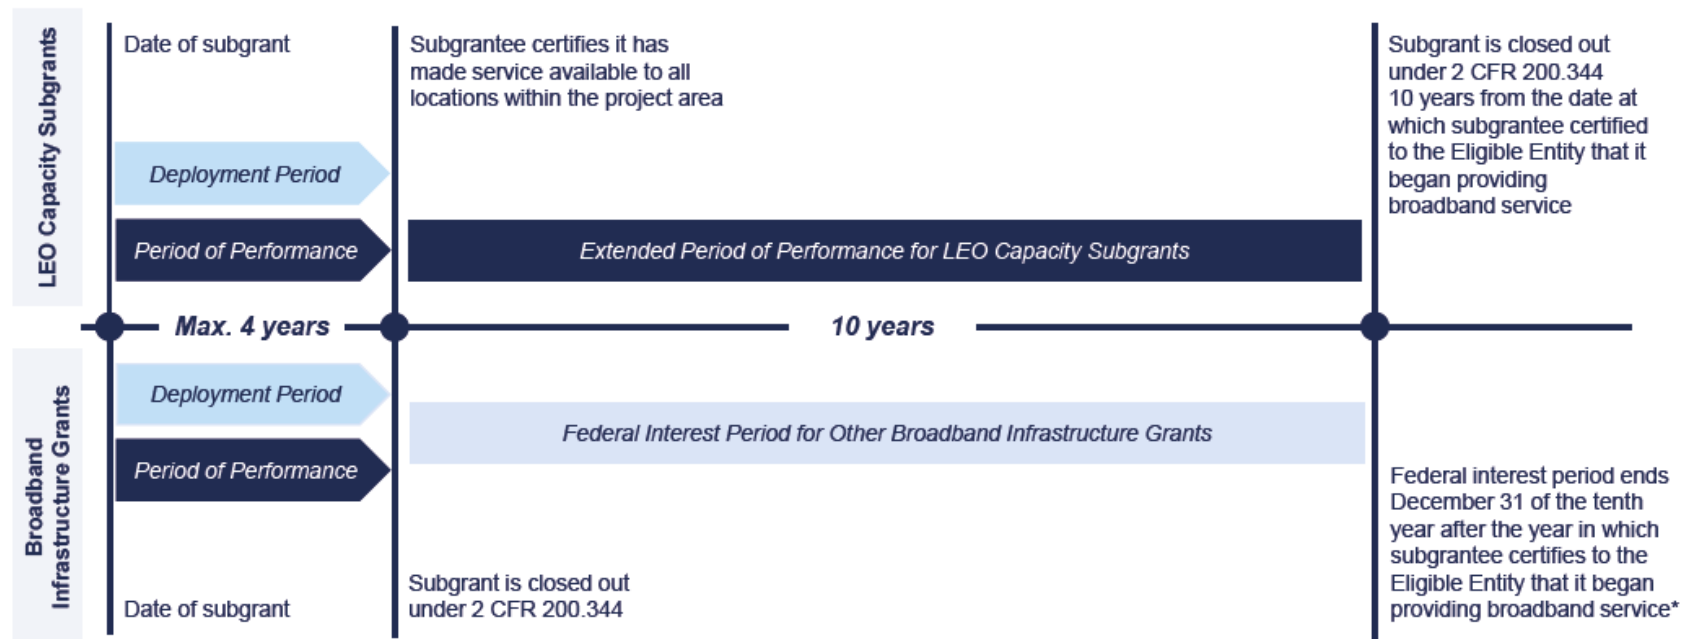 LEO Capacity Subgrants
Date of subgrant
Subgrantee certifies it has
made service available to all
locations within the project area
Subgrant is closed out
under 2 CFR 200.344
10 years from the date at
which subgrantee certified
to the Eligible Entity that it
began providing
broadband service
Deployment Period
Period of Performance
Extended Period of Performance for LEO Capacity Subgrants
Max. 4 years
10 years
Broadband
Infrastructure Grants
Deployment Period
Period of Performance
Federal Interest Period for Other Broadband Infrastructure Grants
Date of subgrant
Subgrant is closed out
under 2 CFR 200.344
Federal interest period ends
December 31 of the tenth
year after the year in which
subgrantee certifies to the
Eligible Entity that it began
providing broadband service*